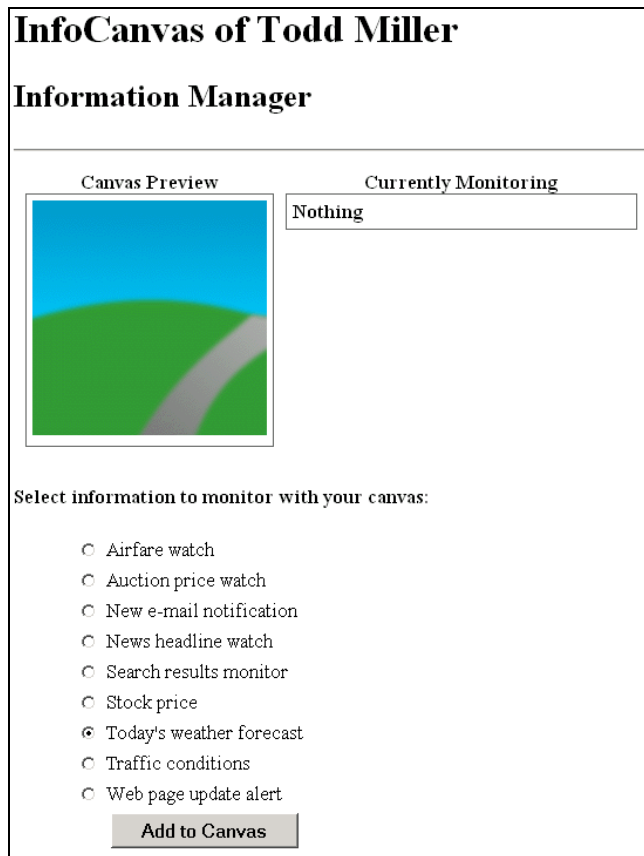 InfoCanvas of Todd Miller
Information Manager
Canvas Preview
Currently Monitoring
Nothing
Select information to monitor with your canvas:
Airfare watch
Auction price watch
New e-mail notification
News headline watch
Search results monitor
Stock price
Today's weather forecast
Traffic conditions
Web page update alert
Add to Canvas